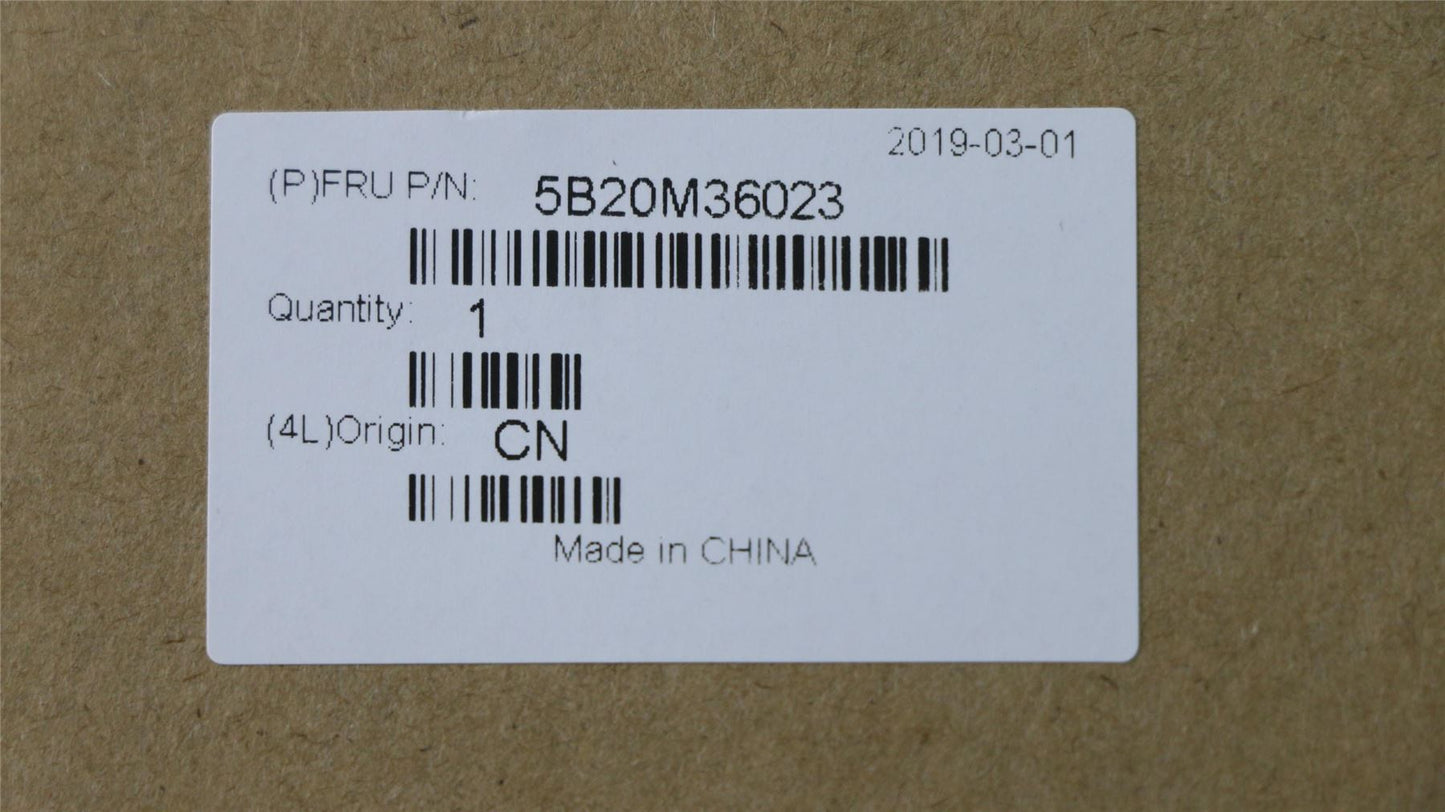 2019-03-01
(P)FRU P/N: 5B20M36023
Quantity: 1
(4L)Origin: CN
Made in CHINA